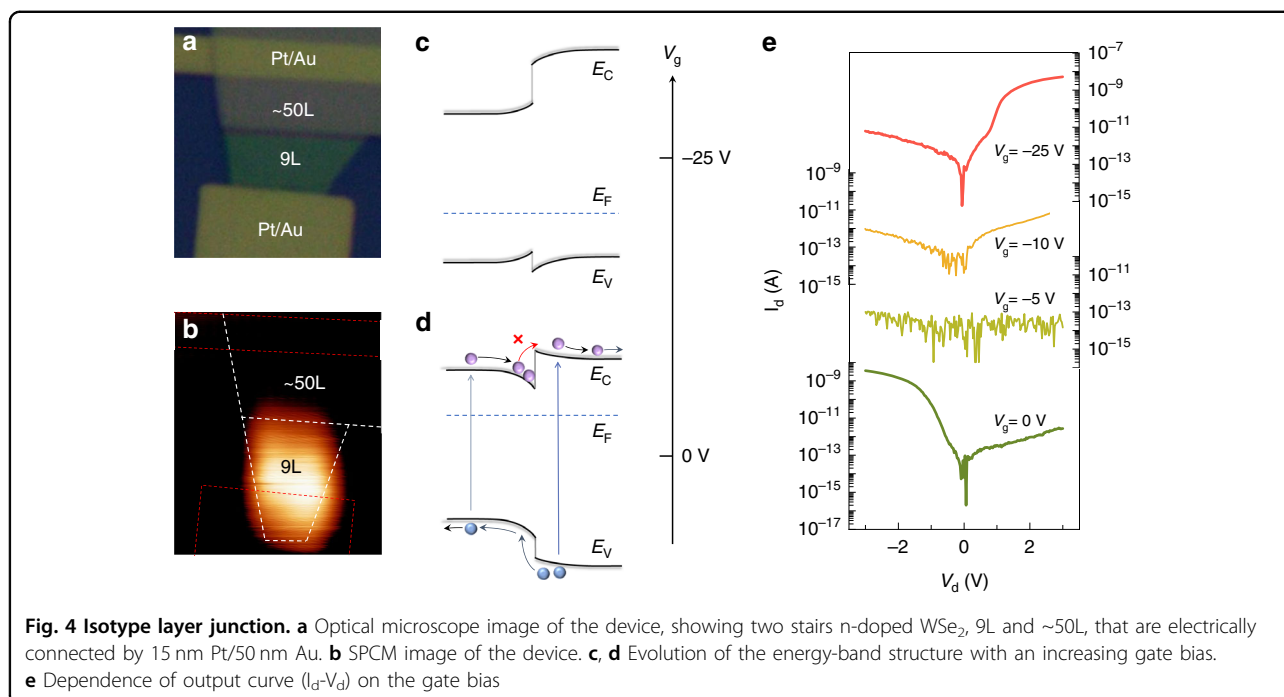 a
Pt/Au
~50L
9L
Pt/Au
b
~50L
9L
c
E_C
E_F
E_V
d
×
E_C
E_F
E_V
V_g
−25 V
0 V
e
10^−7
10^−9
10^−11
10^−13
10^−15
V_g= −25 V
10^−9
10^−11
10^−13
10^−15
V_g= −10 V
10^−11
10^−13
10^−15
V_g= −5 V
10^−9
10^−11
10^−13
10^−15
10^−17
V_g= 0 V
I_d (A)
−2 0 2
V_d (V)
Fig. 4 Isotype layer junction. a Optical microscope image of the device, showing two stairs n-doped WSe₂, 9L and ~50L, that are electrically
connected by 15 nm Pt/50 nm Au. b SPCM image of the device. c, d Evolution of the energy-band structure with an increasing gate bias.
e Dependence of output curve (I_d-V_d) on the gate bias